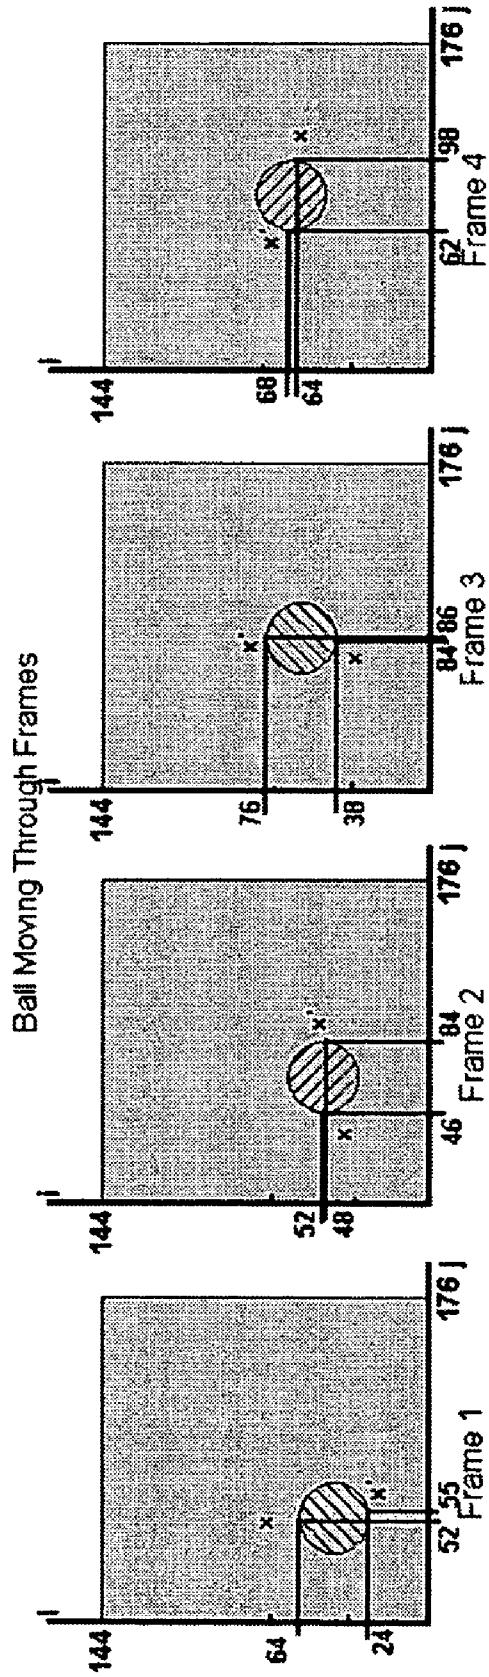 Ball Moving Through Frames
i
144
x
64
x'
24
52 55 176 j
Frame 1
i
144
52 x'
48 x
46 84 176 j
Frame 2
i
144
76 x'
38 x
84 86 176 j
Frame 3
i
144
68 x'
64 x
62 98 176 j
Frame 4